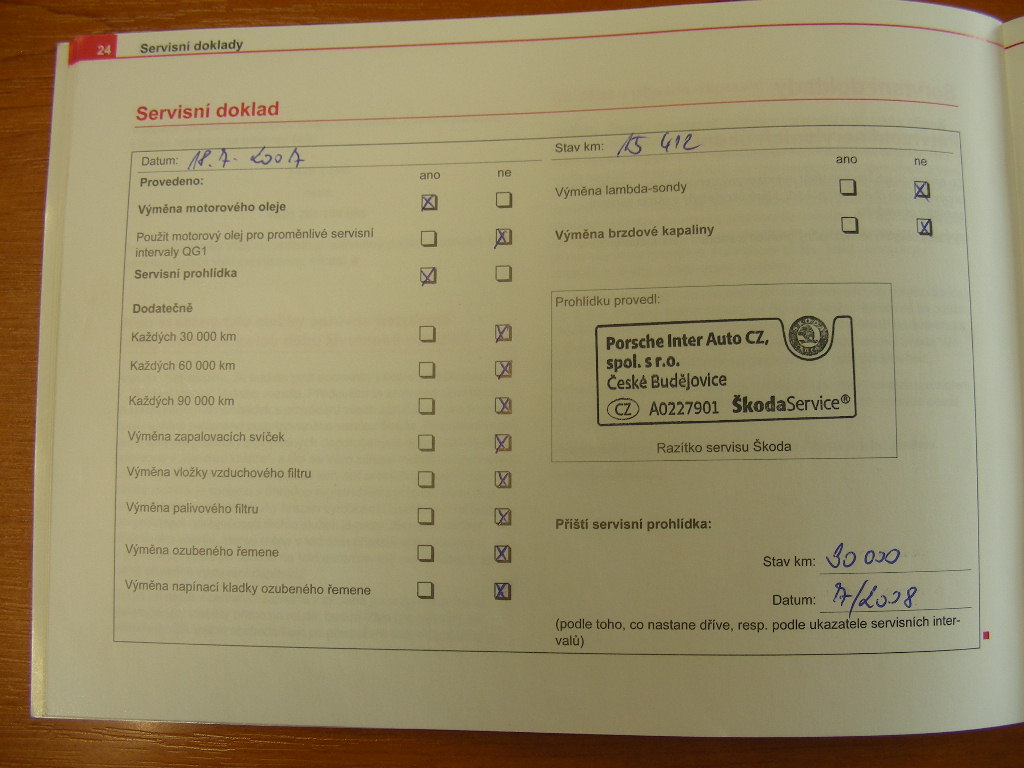 24 Servisní doklady
Servisní doklad
Datum: 18.7. 2007
Stav km: 15 412
Provedeno:
ano ne
Výměna motorového oleje
Použit motorový olej pro proměnlivé servisní
intervaly QG1
Servisní prohlídka
Dodatečně
Každých 30 000 km
Každých 60 000 km
Každých 90 000 km
Výměna zapalovacích svíček
Výměna vložky vzduchového filtru
Výměna palivového filtru
Výměna ozubeného řemene
Výměna napínací kladky ozubeného řemene
ano ne
Výměna lambda-sondy
Výměna brzdové kapaliny
Prohlídku provedl:
Porsche Inter Auto CZ,
spol. s r.o.
České Budějovice
CZ A0227901 ŠkodaService®
Razítko servisu Škoda
Příští servisní prohlídka:
Stav km: 30 000
Datum: 7/2008
(podle toho, co nastane dříve, resp. podle ukazatele servisních inter-
valů)